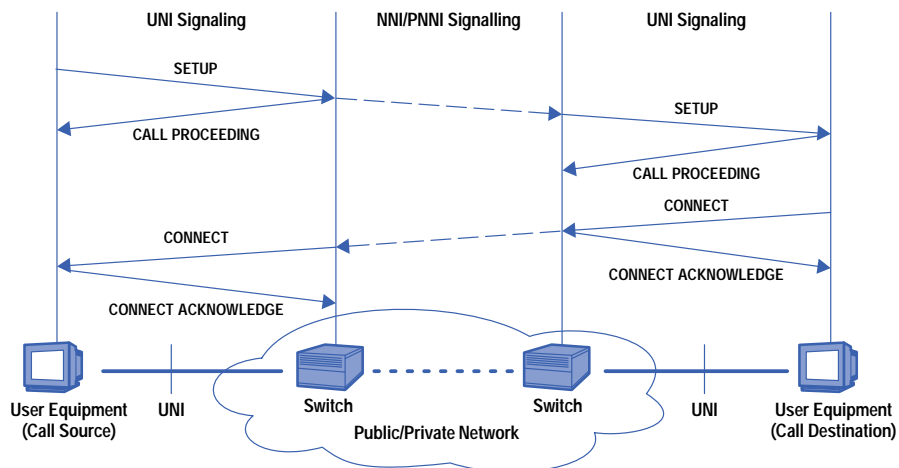 UNI Signaling
NNI/PNNI Signalling
UNI Signaling
SETUP
SETUP
CALL PROCEEDING
CALL PROCEEDING
CONNECT
CONNECT
CONNECT ACKNOWLEDGE
CONNECT ACKNOWLEDGE
User Equipment
(Call Source)
UNI
Switch
Switch
UNI
User Equipment
(Call Destination)
Public/Private Network